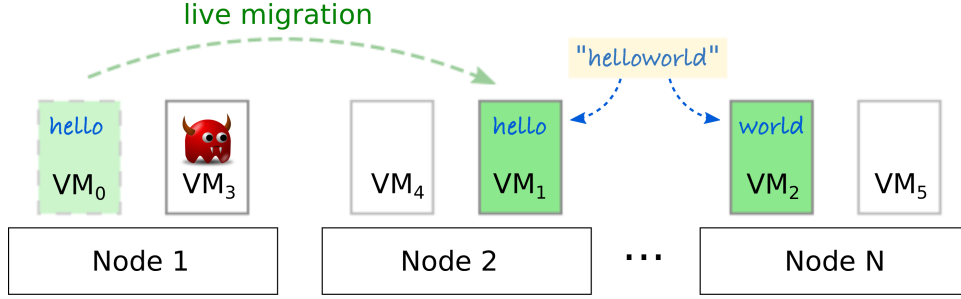 live migration
"helloworld"
hello
hello
world
VM₀
VM₃
VM₄
VM₁
VM₂
VM₅
Node 1
Node 2
...
Node N